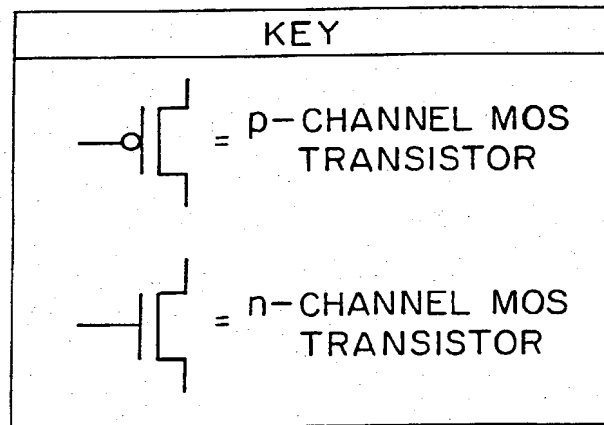 KEY
= p-CHANNEL MOS
TRANSISTOR
= n-CHANNEL MOS
TRANSISTOR